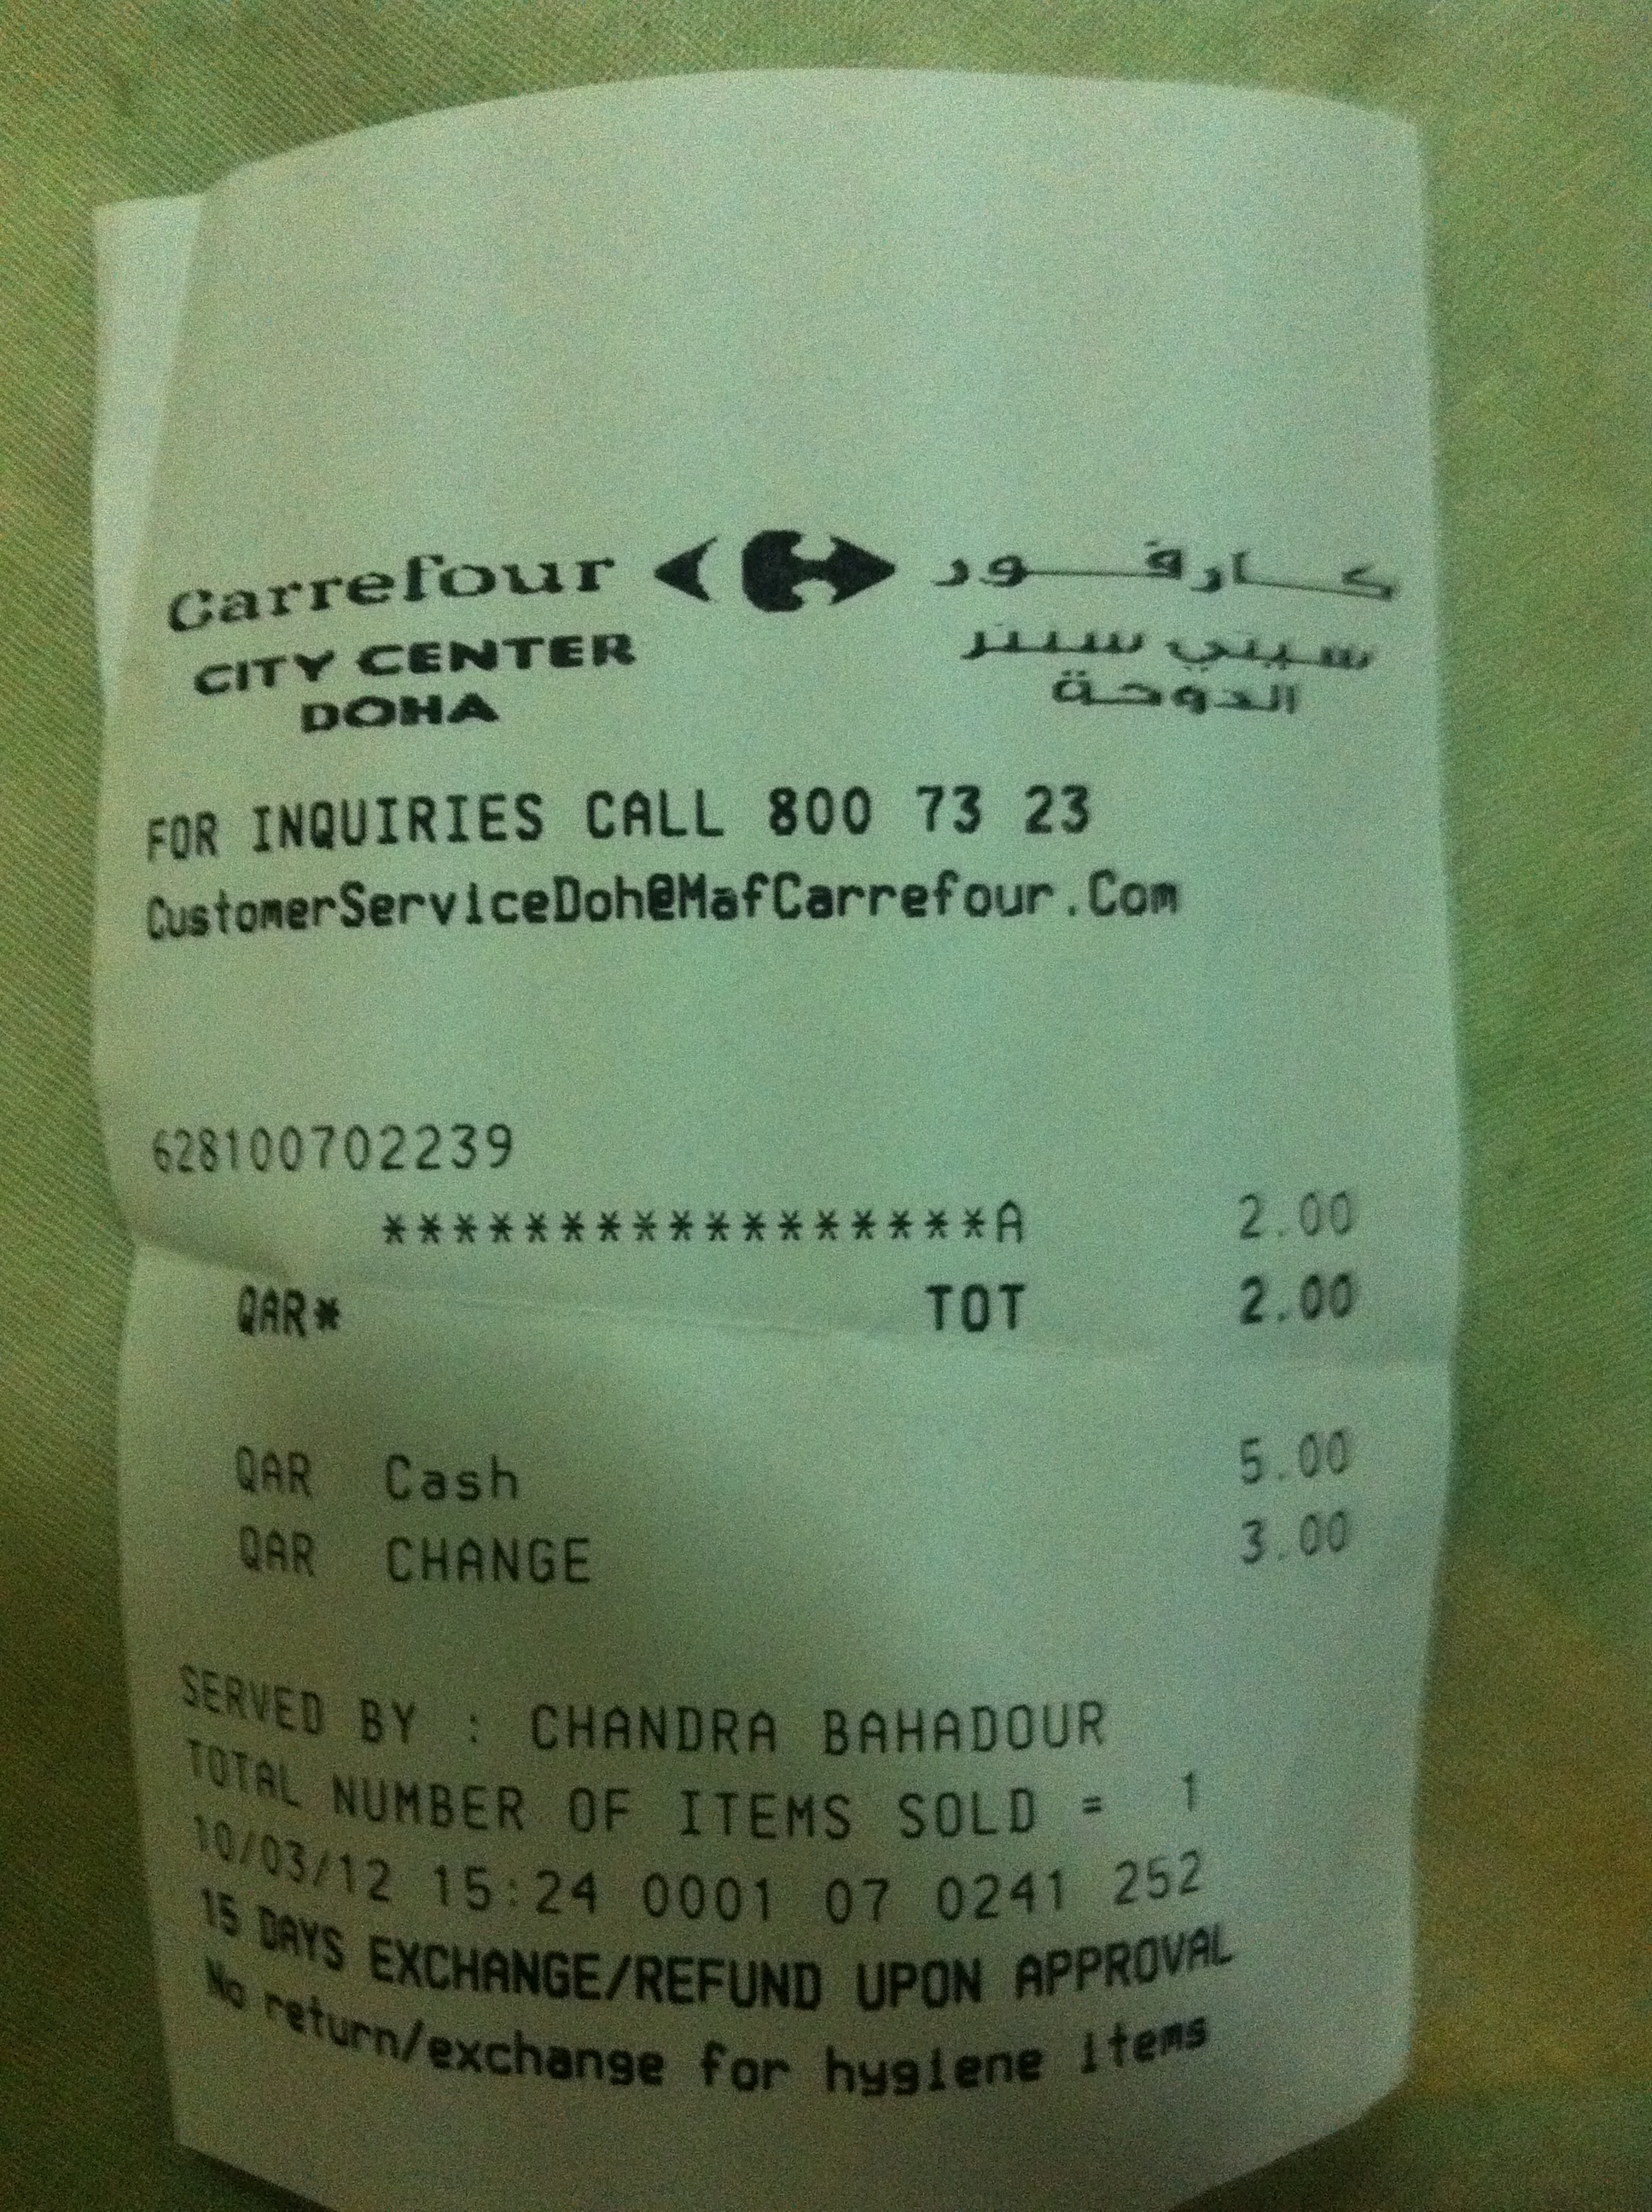 Carrefour كارفور
CITY CENTER سيتي سنتر
DOHA الدوحة
FOR INQUIRIES CALL 800 73 23
CustomerServiceDoh@MafCarrefour.Com
628100702239
*****************A 2.00
QAR* TOT 2.00
QAR Cash 5.00
QAR CHANGE 3.00
SERVED BY : CHANDRA BAHADOUR
TOTAL NUMBER OF ITEMS SOLD = 1
10/03/12 15:24 0001 07 0241 252
15 DAYS EXCHANGE/REFUND UPON APPROVAL
No return/exchange for hygiene items